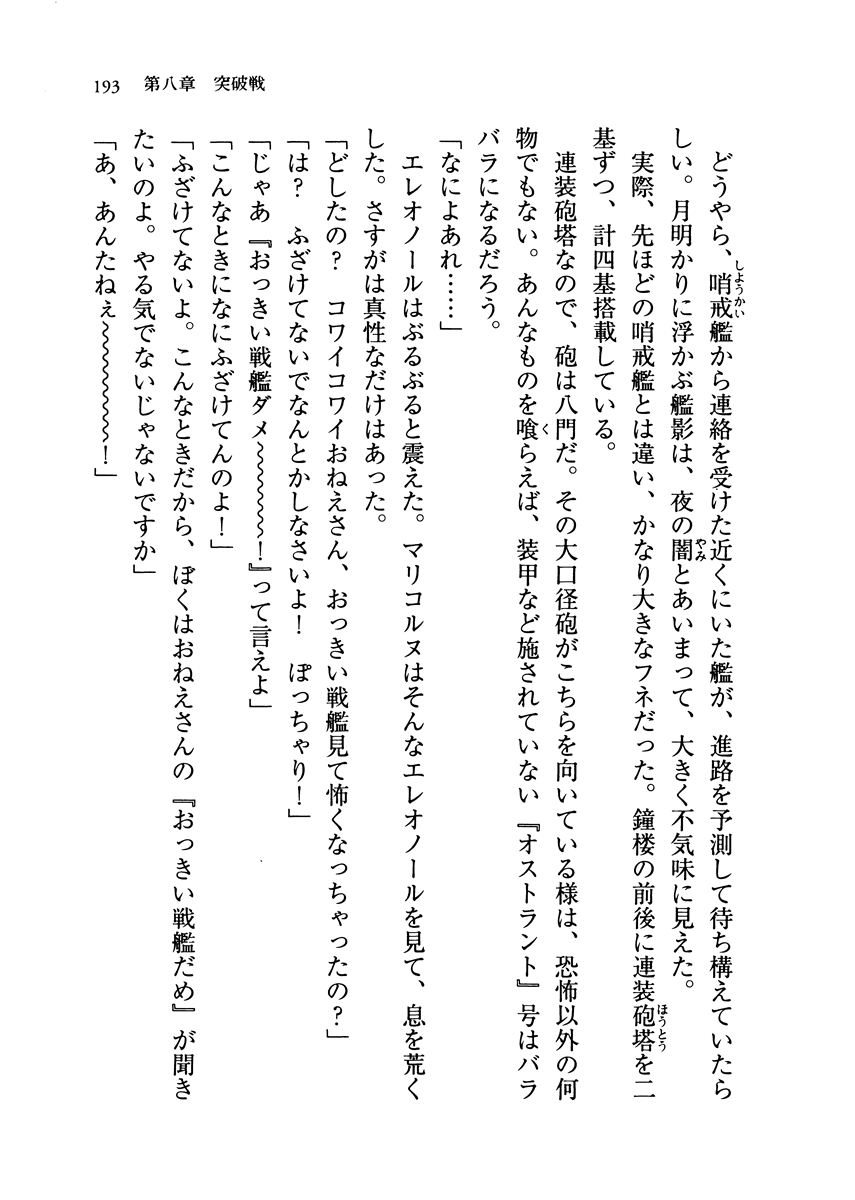 193　第八章　突破戦
　どうやら、哨戒艦から連絡を受けた近くにいた艦が、進路を予測して待ち構えていたら
しい。月明かりに浮かぶ艦影は、夜の闇とあいまって、大きく不気味に見えた。
　実際、先ほどの哨戒艦とは違い、かなり大きなフネだった。鐘楼の前後に連装砲塔を二
基ずつ、計四基搭載している。
　連装砲塔なので、砲は八門だ。その大口径砲がこちらを向いている様は、恐怖以外の何
物でもない。あんなものを喰らえば、装甲など施されていない『オストラント』号はバラ
バラになるだろう。
「なによあれ……」
　エレオノールはぶるぶると震えた。マリコルヌはそんなエレオノールを見て、息を荒く
した。さすがは真性なだけはあった。
「どしたの？　コワイコワイおねえさん、おっきい戦艦見て怖くなっちゃったの？」
「は？　ふざけてないでなんとかしなさいよ！　ぽっちゃり！」
「じゃあ『おっきい戦艦ダメ〜〜〜〜〜！』って言えよ」
「こんなときになにふざけてんのよ！」
「ふざけてないよ。こんなときだから、ぼくはおねえさんの『おっきい戦艦だめ』が聞き
たいのよ。やる気でないじゃないですか」
「あ、あんたねぇ〜〜〜〜〜〜！」